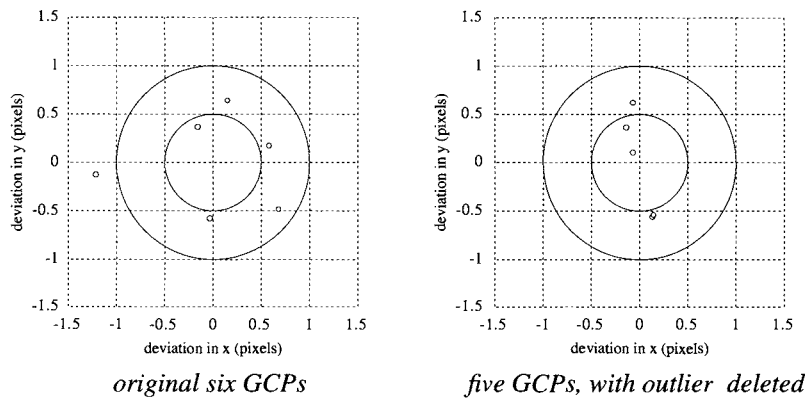 1.5
1
0.5
0
-0.5
-1
-1.5
deviation in y (pixels)
-1.5 -1 -0.5 0 0.5 1 1.5
deviation in x (pixels)
original six GCPs
1.5
1
0.5
0
-0.5
-1
-1.5
deviation in y (pixels)
-1.5 -1 -0.5 0 0.5 1 1.5
deviation in x (pixels)
five GCPs, with outlier deleted